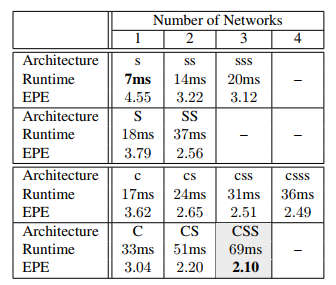 Number of Networks
1 2 3 4
Architecture s ss sss
Runtime 7ms 14ms 20ms –
EPE 4.55 3.22 3.12
Architecture S SS
Runtime 18ms 37ms – –
EPE 3.79 2.56
Architecture c cs css csss
Runtime 17ms 24ms 31ms 36ms
EPE 3.62 2.65 2.51 2.49
Architecture C CS CSS
Runtime 33ms 51ms 69ms –
EPE 3.04 2.20 2.10